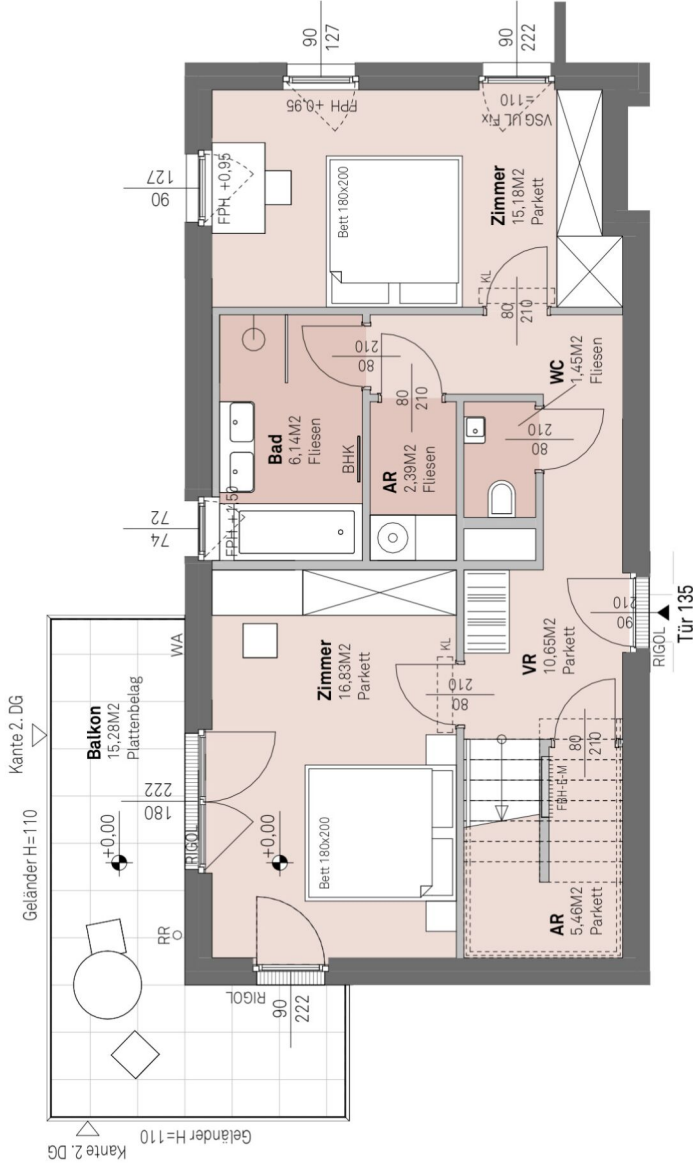 90
127
90
222
FPH +0,95
VSG UL Fix
=110
127
90
FPH +0,95
Bett 180x200
Zimmer
15,18M2
Parkett
KL
80
210
Bad
6,14M2
Fliesen
BHK
80
210
80
210
AR
2,39M2
Fliesen
WC
1,45M2
Fliesen
80
210
72
74
FPH +1,50
Zimmer
16,83M2
Parkett
KL
80
210
Bett 180x200
+0,00
VR
10,65M2
Parkett
90
210
RIGOL
Tür 135
80
210
FBH-E-M
AR
5,46M2
Parkett
Kante 2. DG
Geländer H=110
Balkon
15,28M2
Plattenbelag
WA
180
222
RIGOL
+0,00
RR
RIGOL
90
222
Geländer H=110
Kante 2. DG